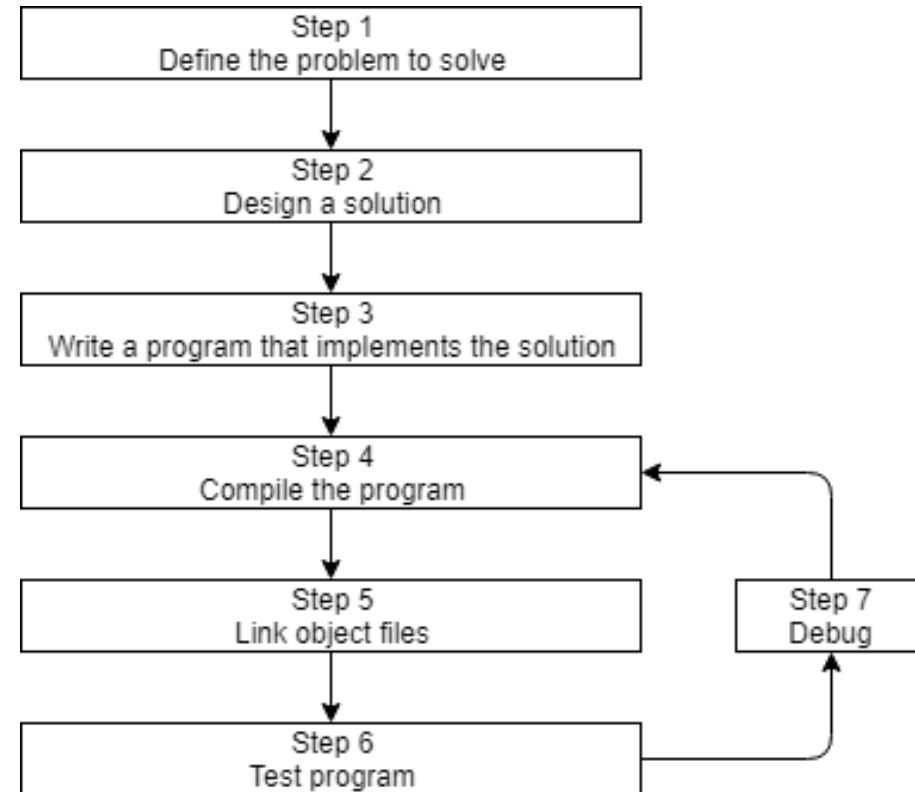 Step 1
Define the problem to solve
Step 2
Design a solution
Step 3
Write a program that implements the solution
Step 4
Compile the program
Step 5
Link object files
Step 7
Debug
Step 6
Test program